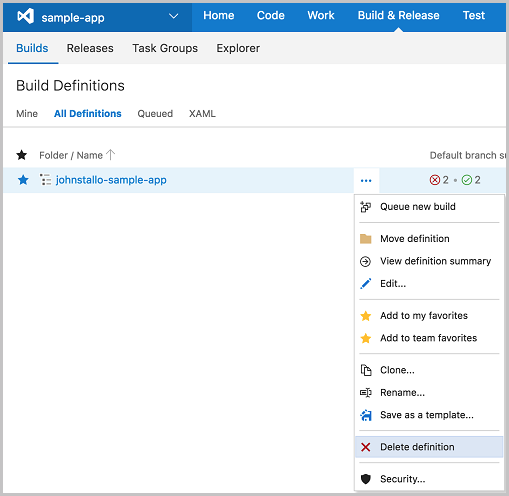 sample-app Home Code Work Build & Release Test
Builds Releases Task Groups Explorer
Build Definitions
Mine All Definitions Queued XAML
Folder / Name Default branch
johnstallo-sample-app ... 2 2
Queue new build
Move definition
View definition summary
Edit...
Add to my favorites
Add to team favorites
Clone...
Rename...
Save as a template...
Delete definition
Security...